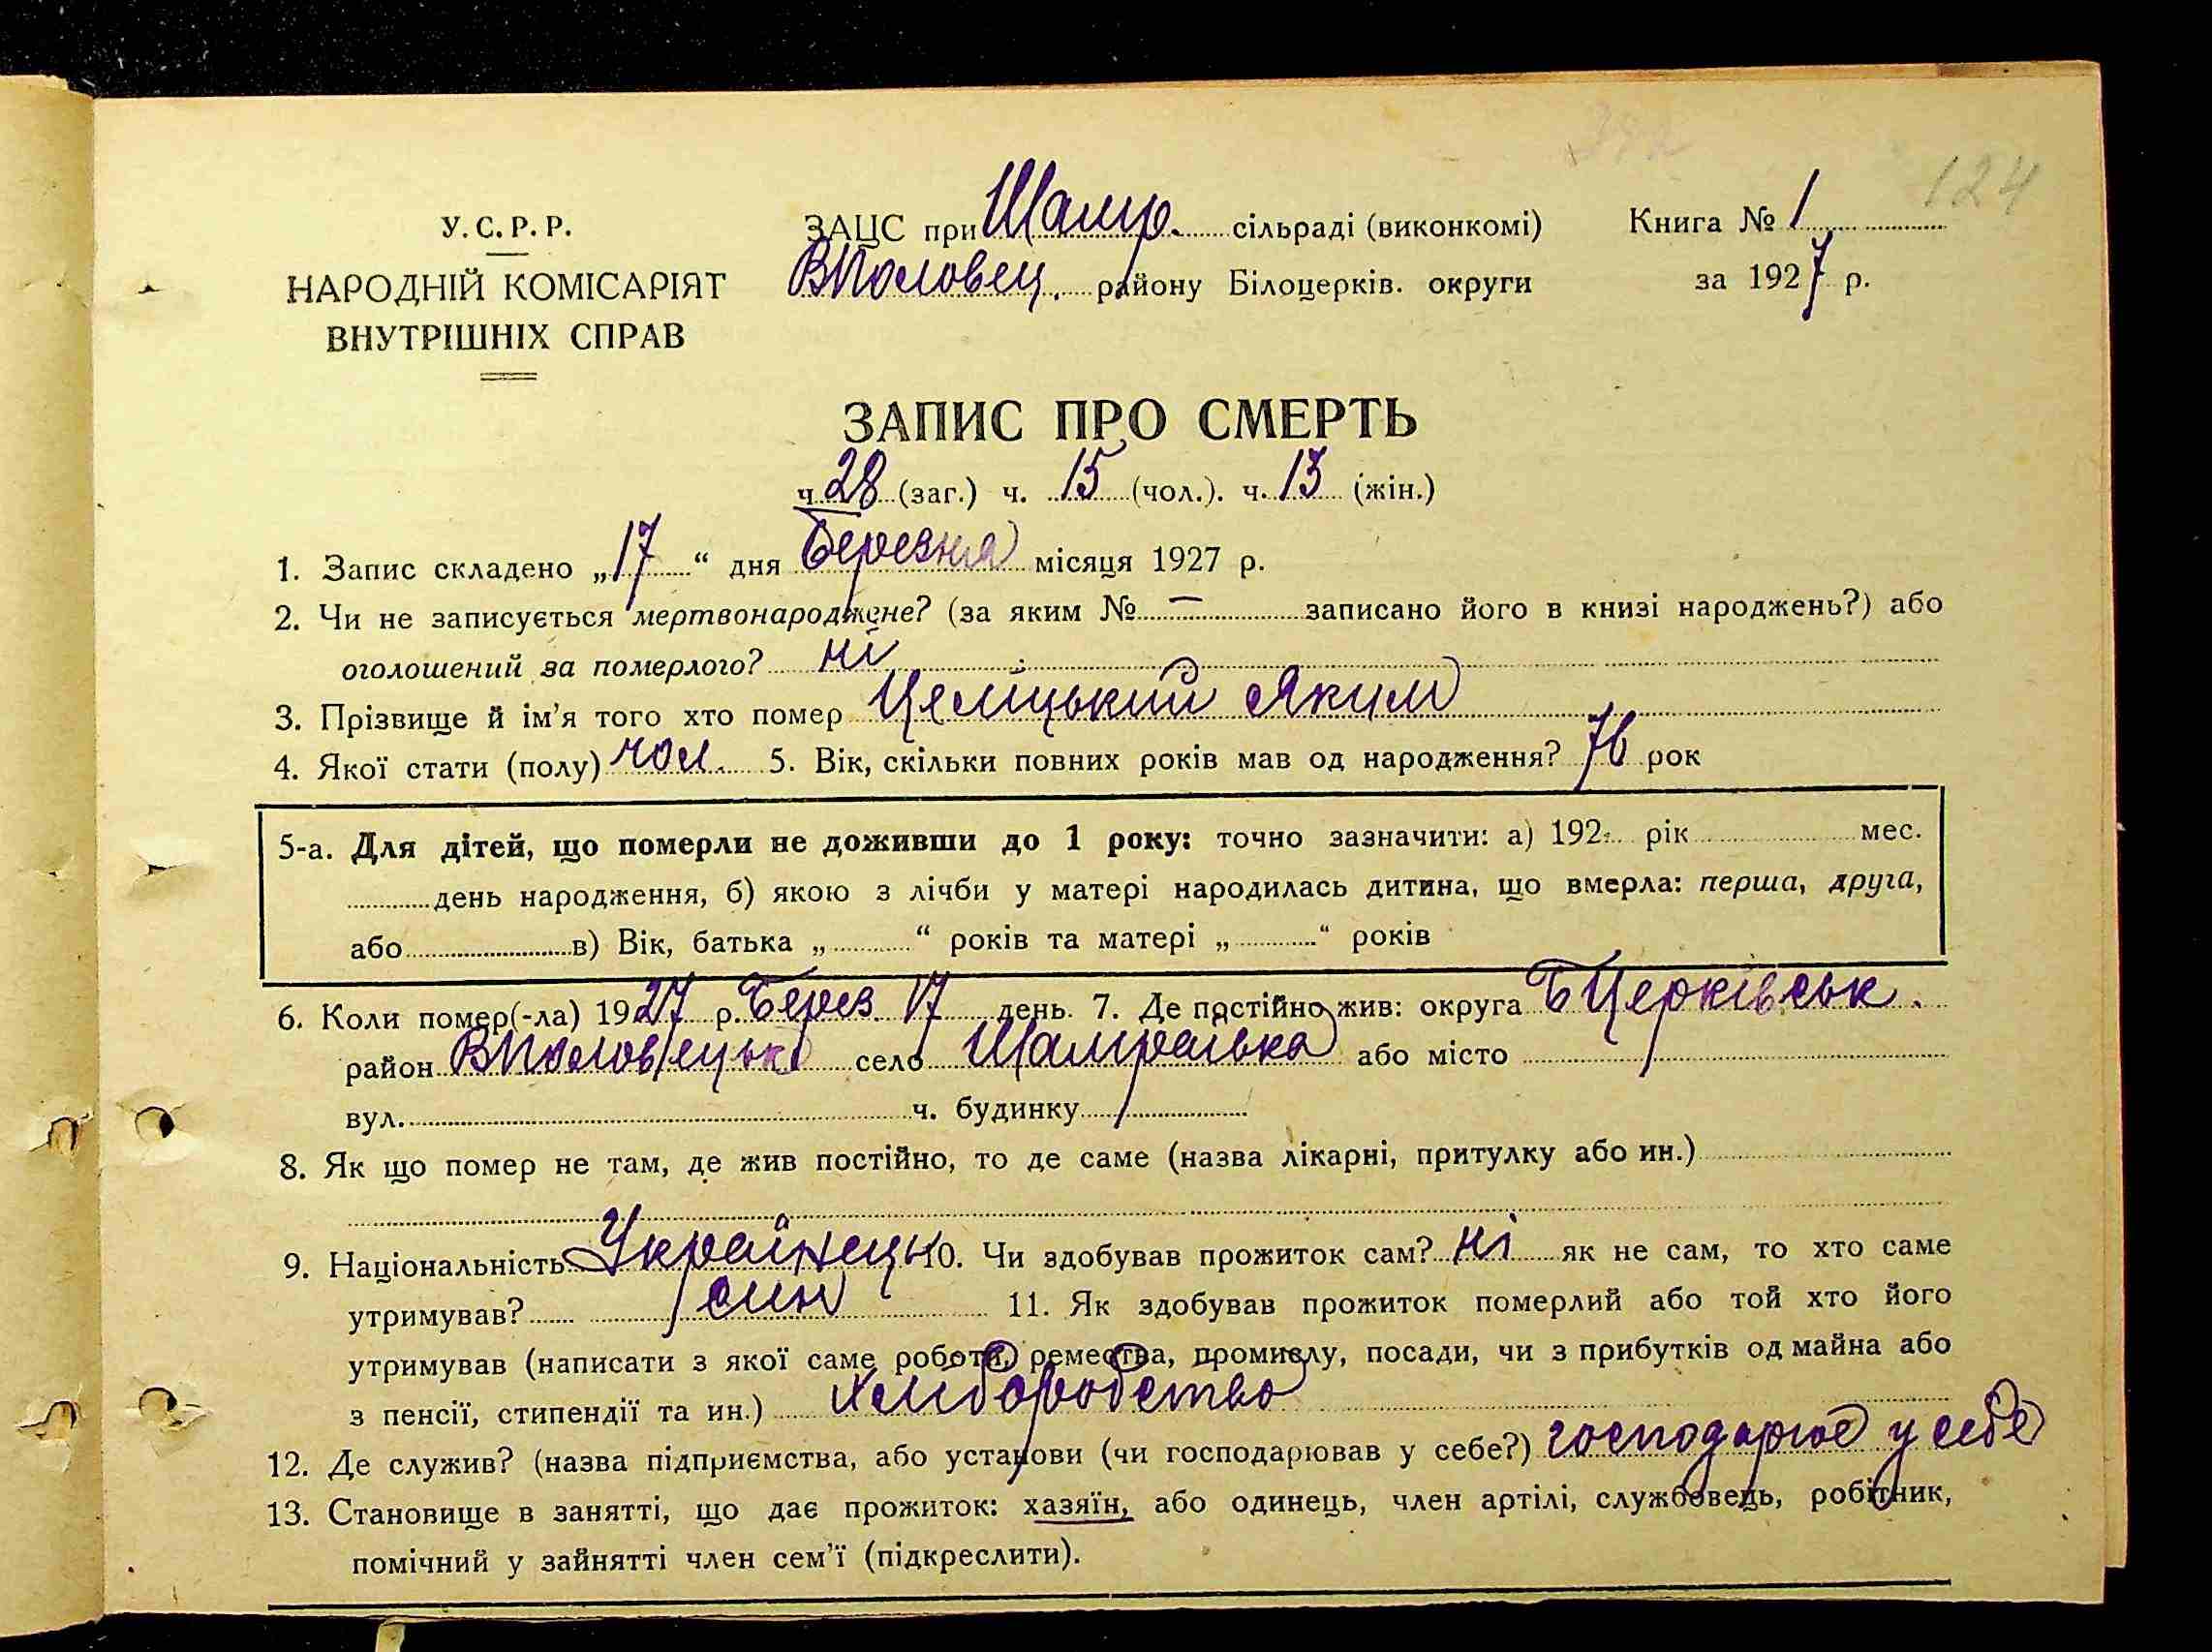 124
У.С.Р.Р. ЗАЦС при Шамр. сільраді (виконкомі) Книга № 1
НАРОДНІЙ КОМІСАРІЯТ ВПоловец. району Білоцерків. округи за 1927 р.
ВНУТРІШНІХ СПРАВ
ЗАПИС ПРО СМЕРТЬ
ч. 28 (заг.) ч. 15 (чол.). ч. 13 (жін.)
1. Запис складено „17“ дня Березня місяця 1927 р.
2. Чи не записується мертвонароджене? (за яким № — записано його в книзі народжень?) або
оголошений за померлого? ні
3. Прізвище й ім’я того хто помер Яким
4. Якої стати (полу) чол. 5. Вік, скільки повних років мав од народження? 76 рок
5-а. Для дітей, що померли не доживши до 1 року: точно зазначити: а) 192 рік мес.
день народження, б) якою з лічби у матері народилась дитина, що вмерла: перша, друга,
або в) Вік, батька „ “ років та матері „ “ років
6. Коли помер(-ла) 1927 р. Берез. 17 день. 7. Де постійно жив: округа БЦерківськ.
район ВПоловецьк село Шамраївка або місто
вул. ч. будинку
8. Як що помер не там, де жив постійно, то де саме (назва лікарні, притулку або ин.)
9. Національність Українець 10. Чи здобував прожиток сам? ні як не сам, то хто саме
утримував? син 11. Як здобував прожиток померлий або той хто його
утримував (написати з якої саме роботи, ремества, промислу, посади, чи з прибутків од майна або
з пенсії, стипендії та ин.) хліборобство
12. Де служив? (назва підприємства, або установи (чи господарював у себе?) господарює у себе
13. Становище в занятті, що дає прожиток: хазяїн, або одинець, член артілі, службовець, робітник,
помічний у зайнятті член сем’ї (підкреслити).